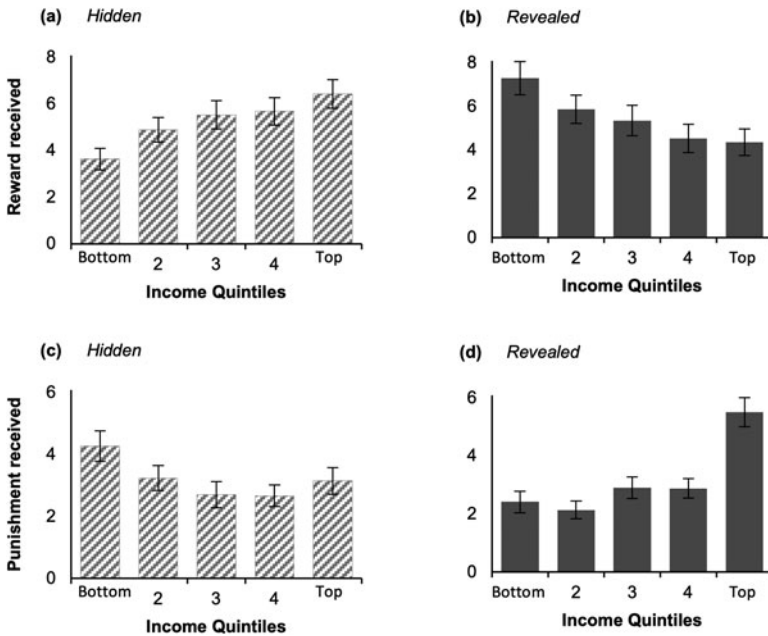 (a) Hidden
Reward received
8
6
4
2
0
Bottom 2 3 4 Top
Income Quintiles
(b) Revealed
8
6
4
2
0
Bottom 2 3 4 Top
Income Quintiles
(c) Hidden
Punishment received
6
4
2
0
Bottom 2 3 4 Top
Income Quintiles
(d) Revealed
6
4
2
0
Bottom 2 3 4 Top
Income Quintiles